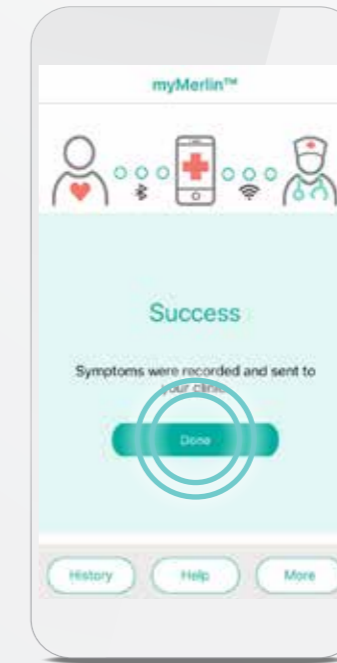 myMerlin™
Success
Symptoms were recorded and sent to
your clinic
Done
History Help More